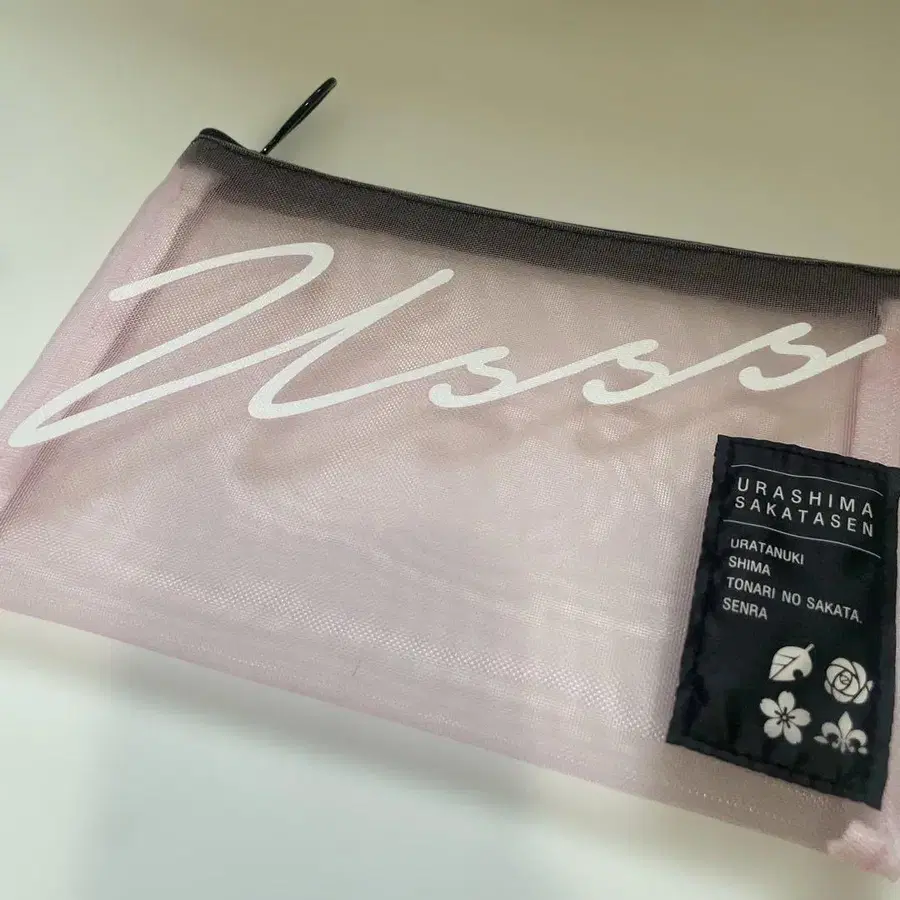 Usss
URASHIMA
SAKATASEN
URATANUKI
SHIMA
TONARI NO SAKATA.
SENRA